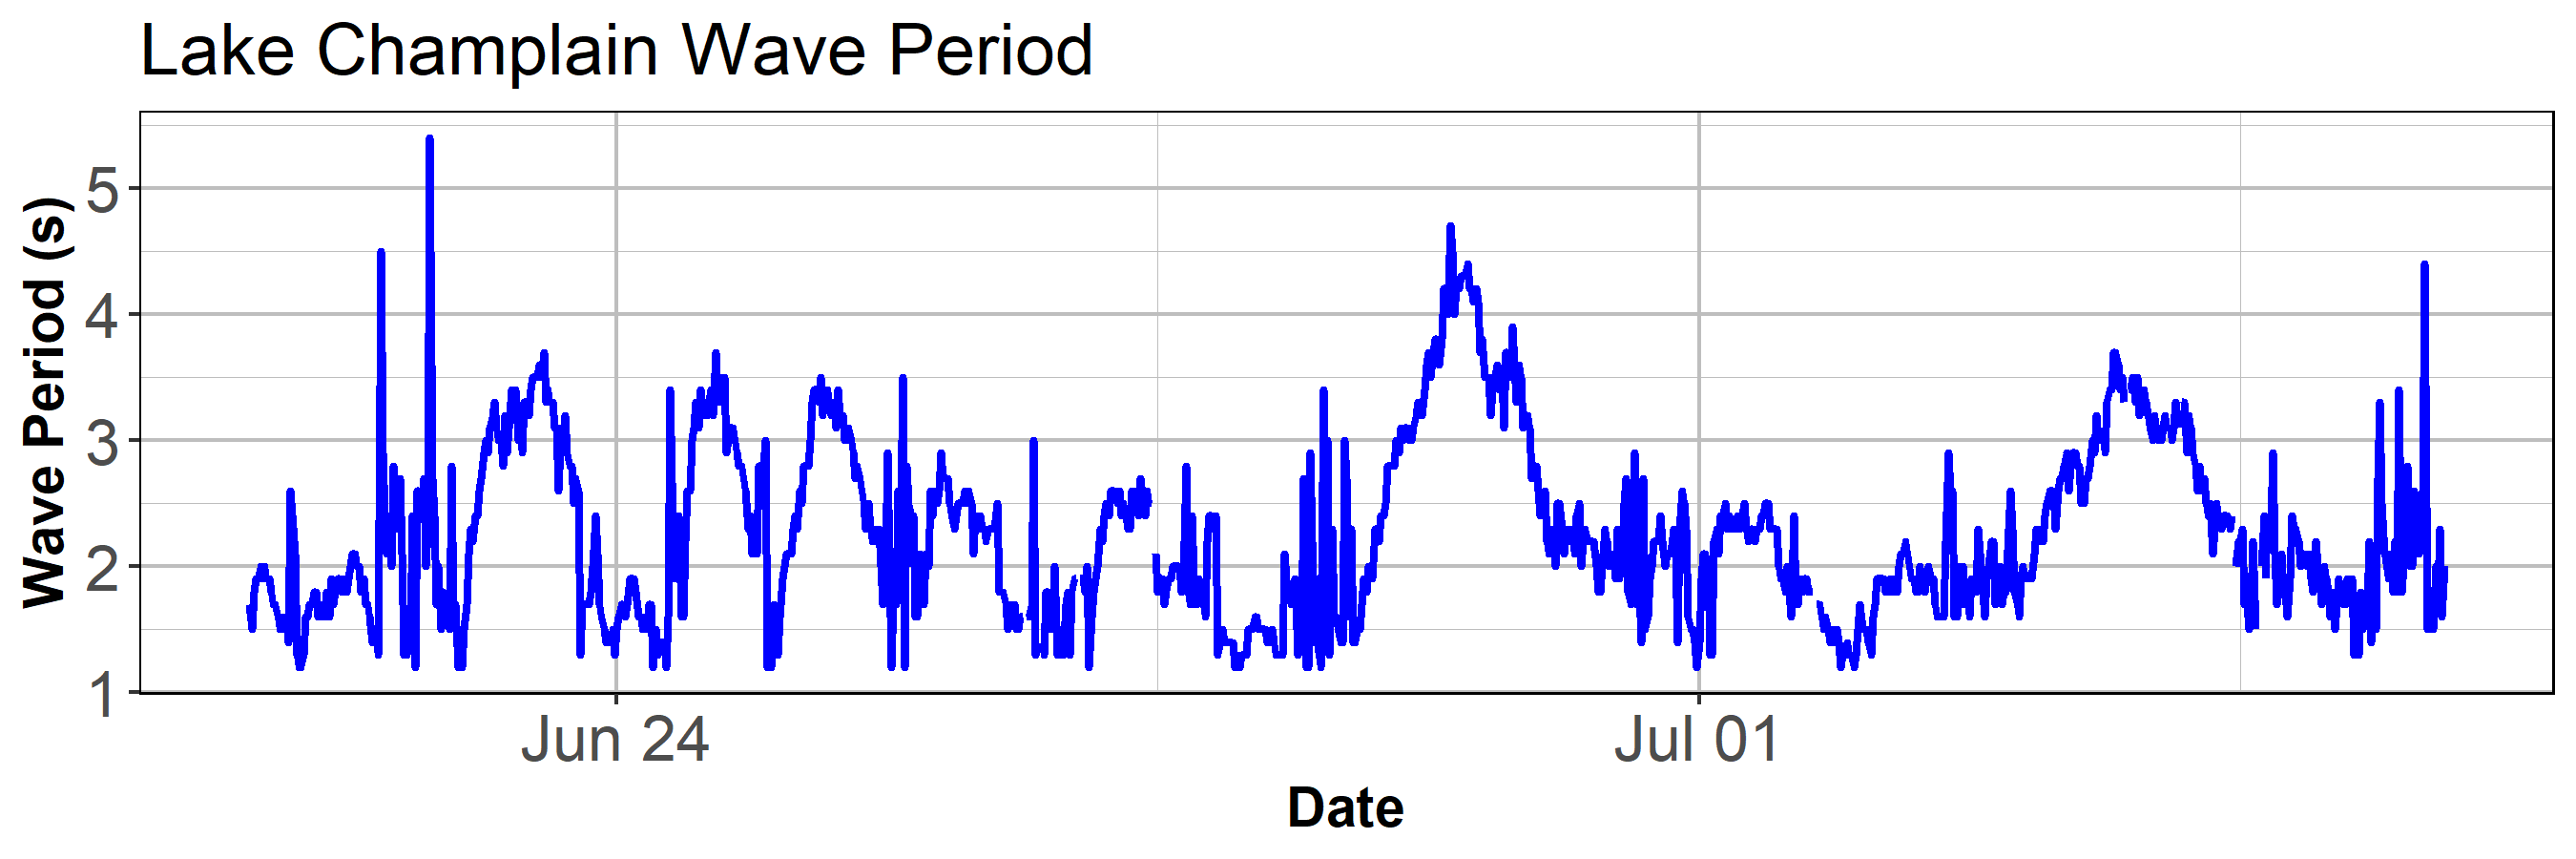 Lake Champlain Wave Period
Wave Period (s)
5
4
3
2
1
Jun 24
Jul 01
Date